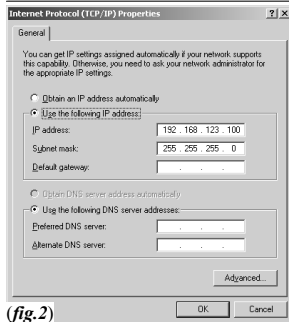 Internet Protocol (TCP/IP) Properties ? X
General
You can get IP settings assigned automatically if your network supports
this capability. Otherwise, you need to ask your network administrator for
the appropriate IP settings.
Obtain an IP address automatically
Use the following IP address:
IP address: 192 . 168 . 123 . 100
Subnet mask: 255 . 255 . 255 . 0
Default gateway: . . .
Obtain DNS server address automatically
Use the following DNS server addresses:
Preferred DNS server: . . .
Alternate DNS server: . . .
Advanced...
OK Cancel
(fig.2)